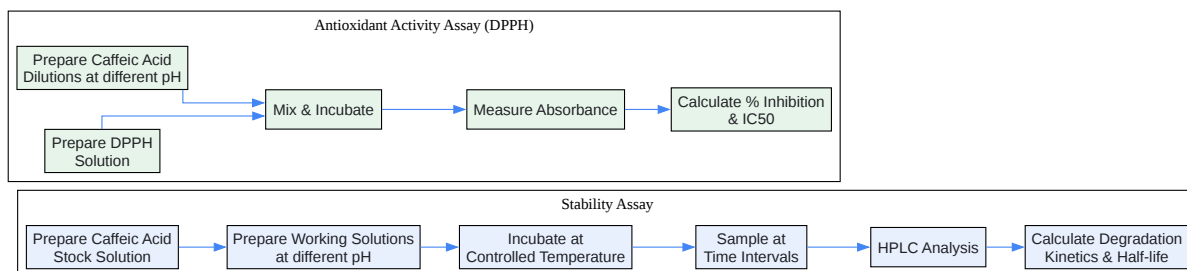 Antioxidant Activity Assay (DPPH)
Prepare Caffeic Acid
Dilutions at different pH
Prepare DPPH
Solution
Mix & Incubate
Measure Absorbance
Calculate % Inhibition
& IC50
Stability Assay
Prepare Caffeic Acid
Stock Solution
Prepare Working Solutions
at different pH
Incubate at
Controlled Temperature
Sample at
Time Intervals
HPLC Analysis
Calculate Degradation
Kinetics & Half-life